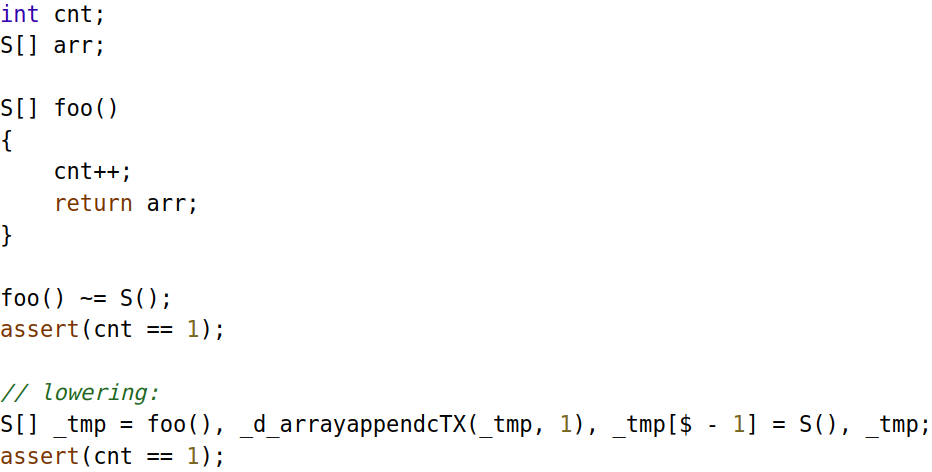 int cnt;
S[] arr;

S[] foo()
{
    cnt++;
    return arr;
}

foo() ~= S();
assert(cnt == 1);

// lowering:
S[] _tmp = foo(), _d_arrayappendcTX(_tmp, 1), _tmp[$ - 1] = S(), _tmp;
assert(cnt == 1);